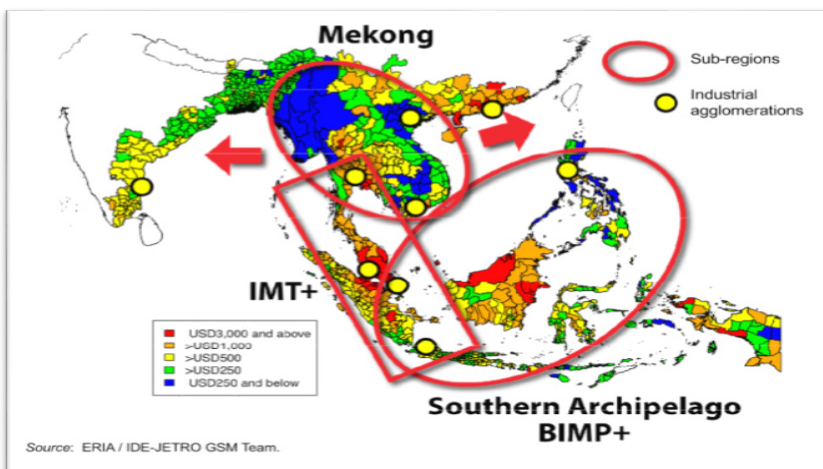 Mekong
Sub-regions
Industrial
agglomerations
IMT+
USD3,000 and above
>USD1,000
>USD500
>USD250
USD250 and below
Southern Archipelago
BIMP+
Source: ERIA / IDE-JETRO GSM Team.